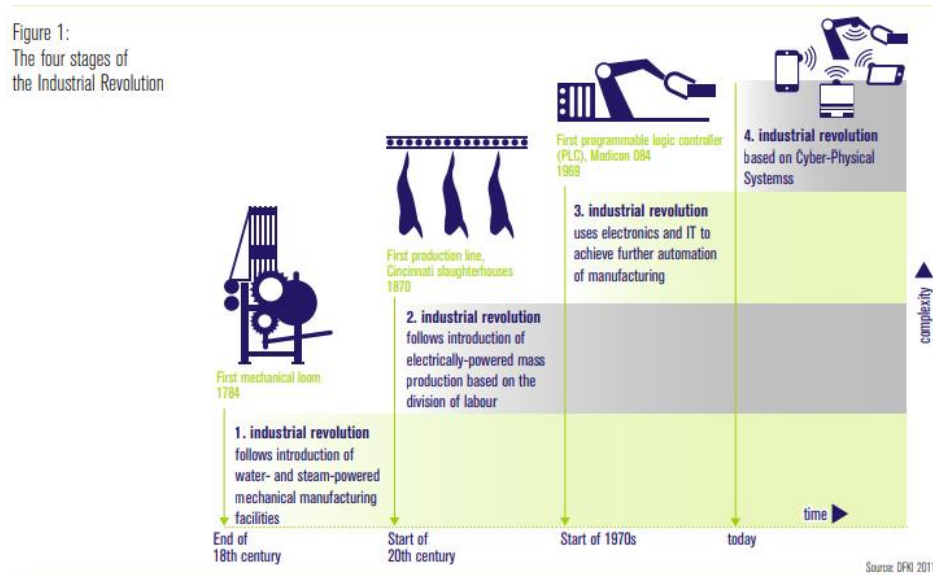 Figure 1:
The four stages of
the Industrial Revolution
First mechanical loom
1784
1. industrial revolution
follows introduction of
water- and steam-powered
mechanical manufacturing
facilities
End of
18th century
First production line,
Cincinnati slaughterhouses
1870
2. industrial revolution
follows introduction of
electrically-powered mass
production based on the
division of labour
Start of
20th century
First programmable logic controller
(PLC), Modicon 084
1969
3. industrial revolution
uses electronics and IT to
achieve further automation
of manufacturing
Start of 1970s
4. industrial revolution
based on Cyber-Physical
Systemss
today
time
complexity
Source: DFKI 2011